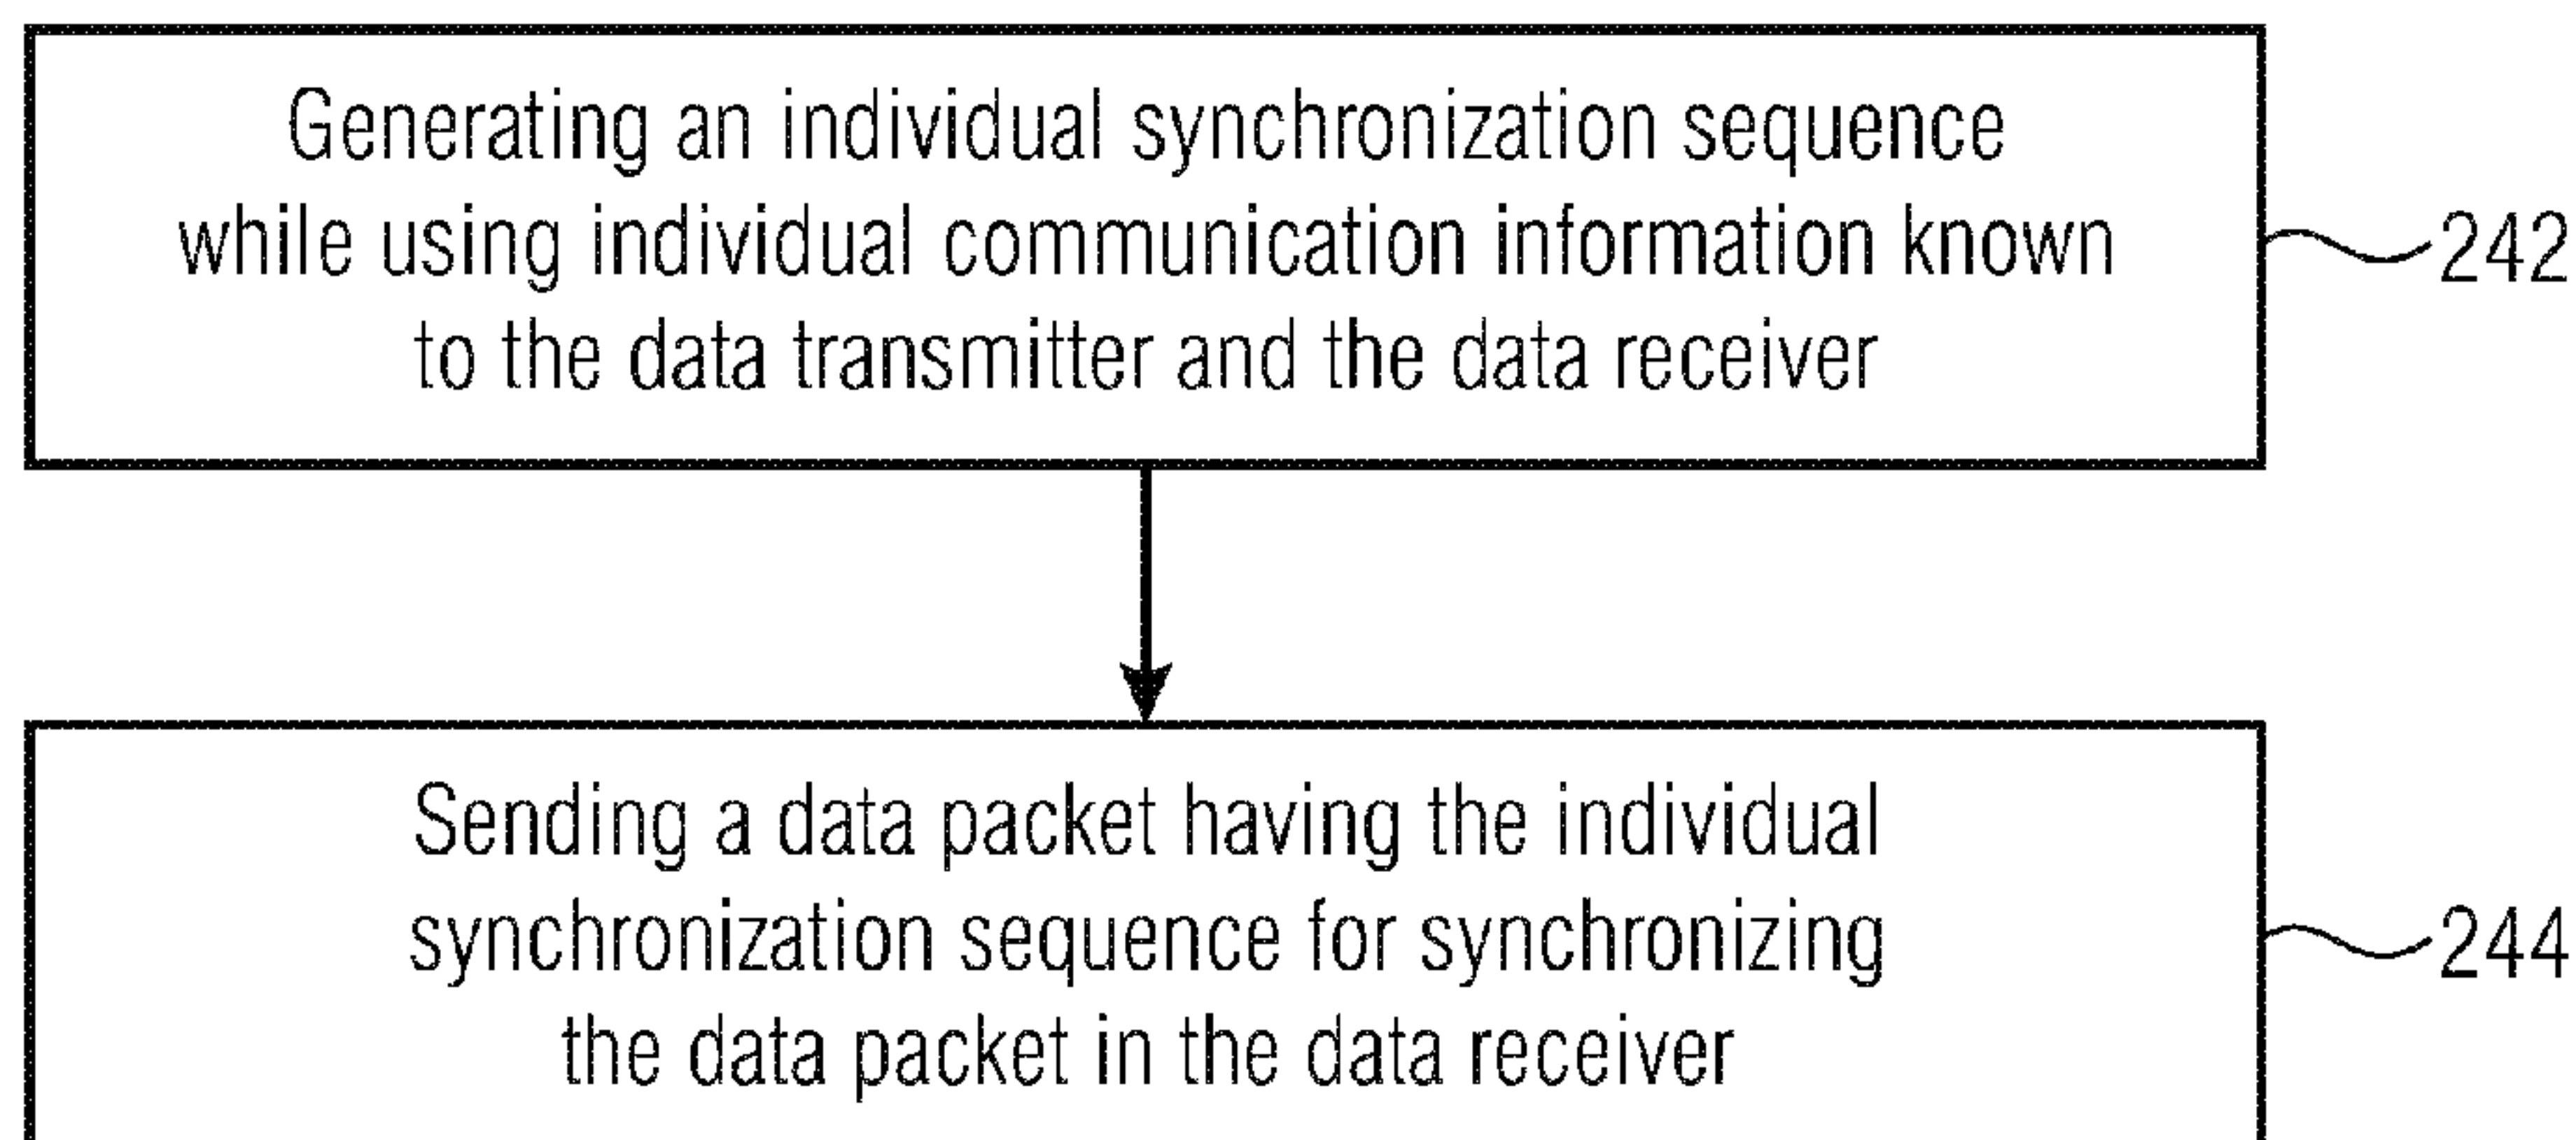 Generating an individual synchronization sequence
while using individual communication information known
to the data transmitter and the data receiver
242
Sending a data packet having the individual
synchronization sequence for synchronizing
the data packet in the data receiver
244